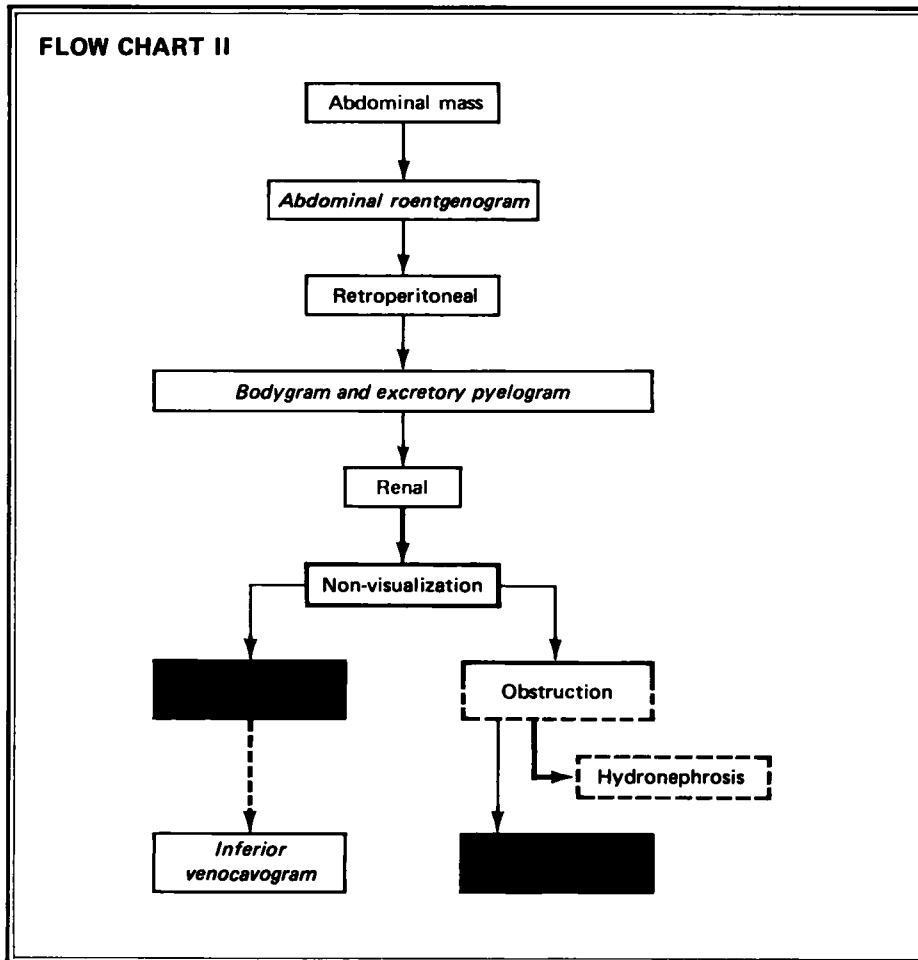 FLOW CHART II
Abdominal mass
Abdominal roentgenogram
Retroperitoneal
Bodygram and excretory pyelogram
Renal
Non-visualization
Obstruction
Hydronephrosis
Inferior
venocavogram